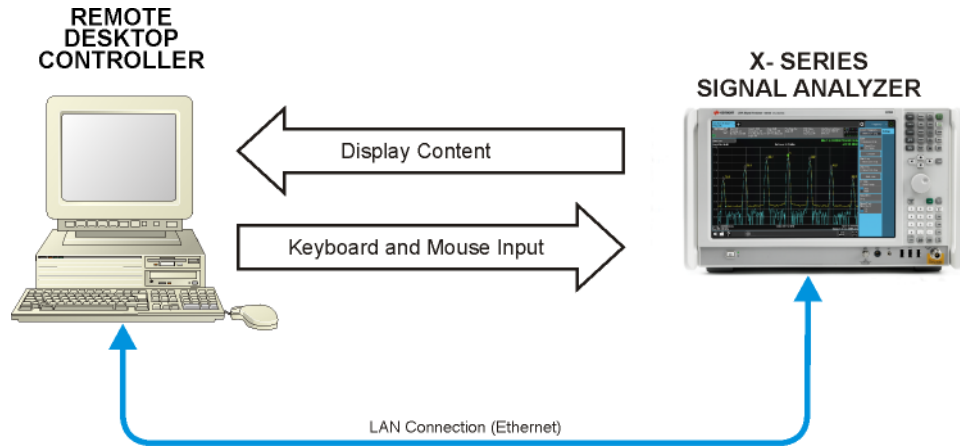 REMOTE
DESKTOP
CONTROLLER
X- SERIES
SIGNAL ANALYZER
Display Content
Keyboard and Mouse Input
LAN Connection (Ethernet)